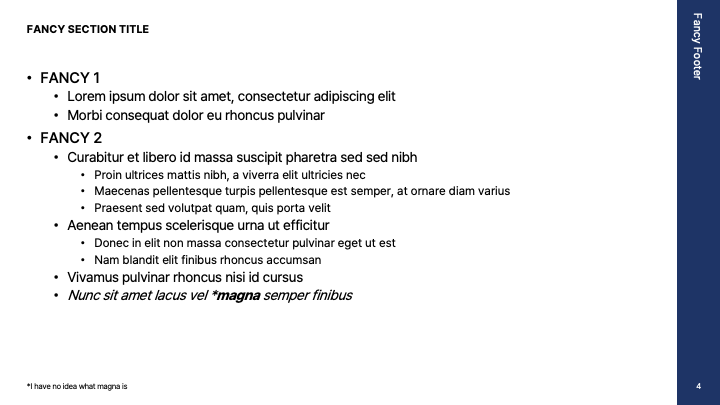 FANCY SECTION TITLE
• FANCY 1
• Lorem ipsum dolor sit amet, consectetur adipiscing elit
• Morbi consequat dolor eu rhoncus pulvinar
• FANCY 2
• Curabitur et libero id massa suscipit pharetra sed sed nibh
• Proin ultrices mattis nibh, a viverra elit ultricies nec
• Maecenas pellentesque turpis pellentesque est semper, at ornare diam varius
• Praesent sed volutpat quam, quis porta velit
• Aenean tempus scelerisque urna ut efficitur
• Donec in elit non massa consectetur pulvinar eget ut est
• Nam blandit elit finibus rhoncus accumsan
• Vivamus pulvinar rhoncus nisi id cursus
• Nunc sit amet lacus vel *magna semper finibus
*I have no idea what magna is
Fancy Footer
4